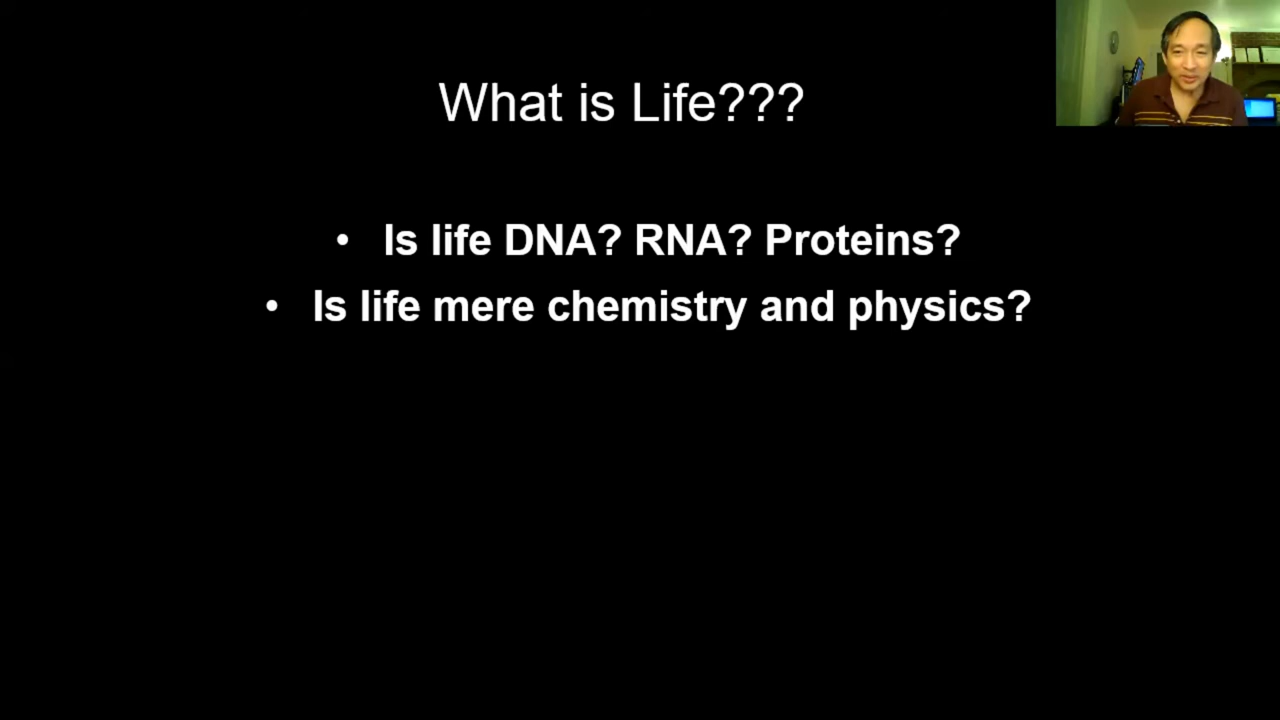 What is Life???
• Is life DNA? RNA? Proteins?
• Is life mere chemistry and physics?